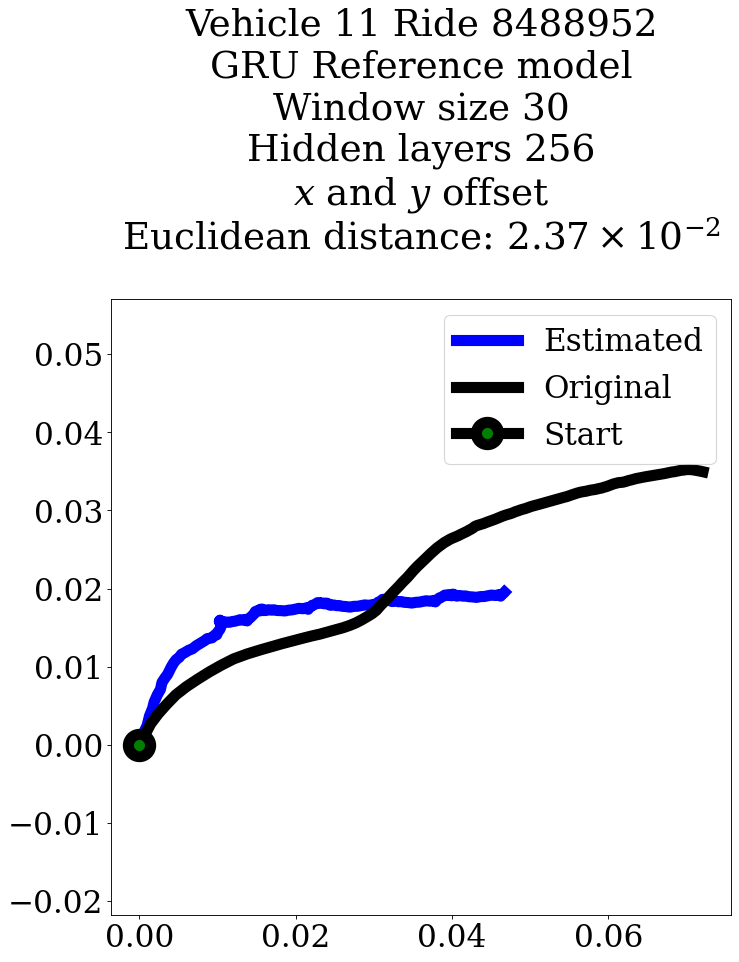 Vehicle 11 Ride 8488952
GRU Reference model
Window size 30
Hidden layers 256
x and y offset
Euclidean distance: 2.37 × 10⁻²
Estimated
Original
Start
0.05
0.04
0.03
0.02
0.01
0.00
−0.01
−0.02
0.00 0.02 0.04 0.06